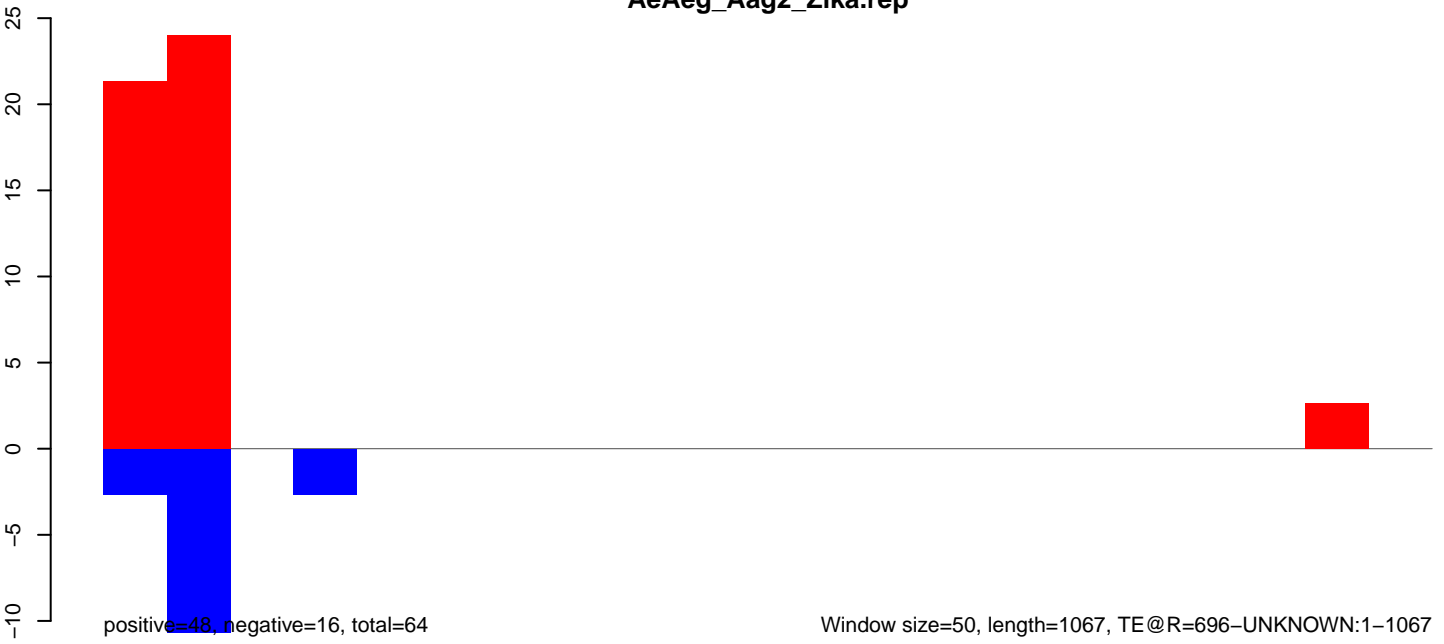 AeAeg_Aag2_Zika.rep
25
20
15
10
5
0
−5
−10
positive=48, negative=16, total=64
Window size=50, length=1067, TE@R=696−UNKNOWN:1−1067